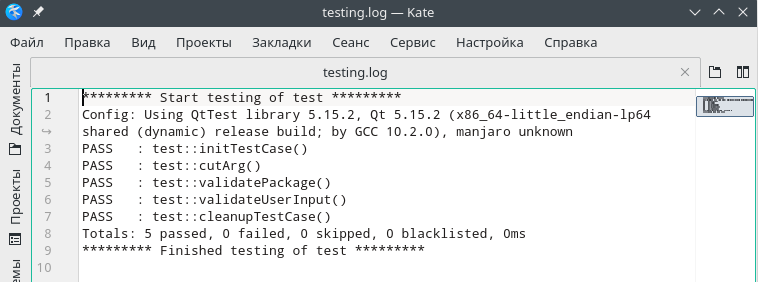 testing.log — Kate
Файл Правка Вид Проекты Закладки Сеанс Сервис Настройка Справка
testing.log
Документы
Проекты
1 ********* Start testing of test *********
2 Config: Using QtTest library 5.15.2, Qt 5.15.2 (x86_64-little_endian-lp64
shared (dynamic) release build; by GCC 10.2.0), manjaro unknown
3 PASS   : test::initTestCase()
4 PASS   : test::cutArg()
5 PASS   : test::validatePackage()
6 PASS   : test::validateUserInput()
7 PASS   : test::cleanupTestCase()
8 Totals: 5 passed, 0 failed, 0 skipped, 0 blacklisted, 0ms
9 ********* Finished testing of test *********
10